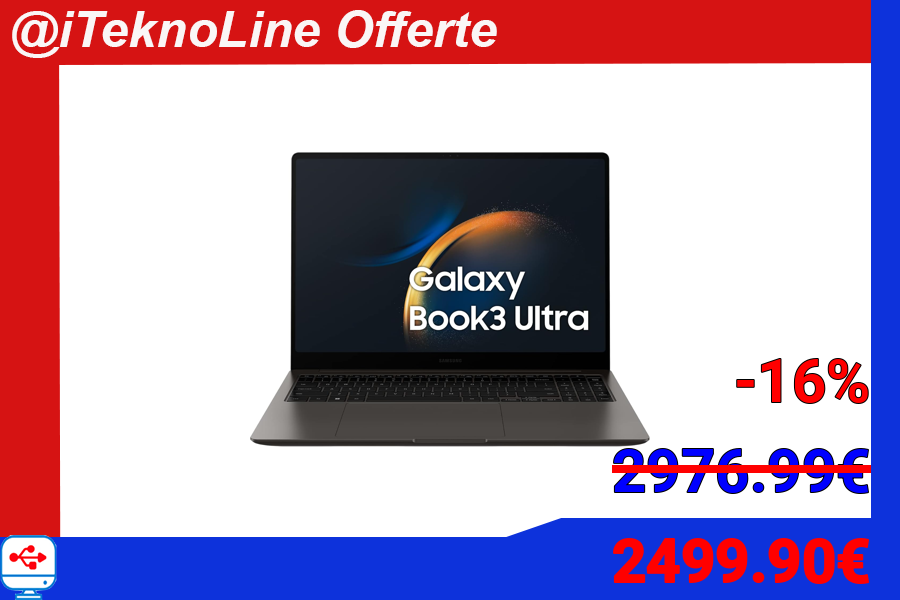 @iTeknoLine Offerte
Galaxy
Book3 Ultra
-16%
2976.99€
2499.90€